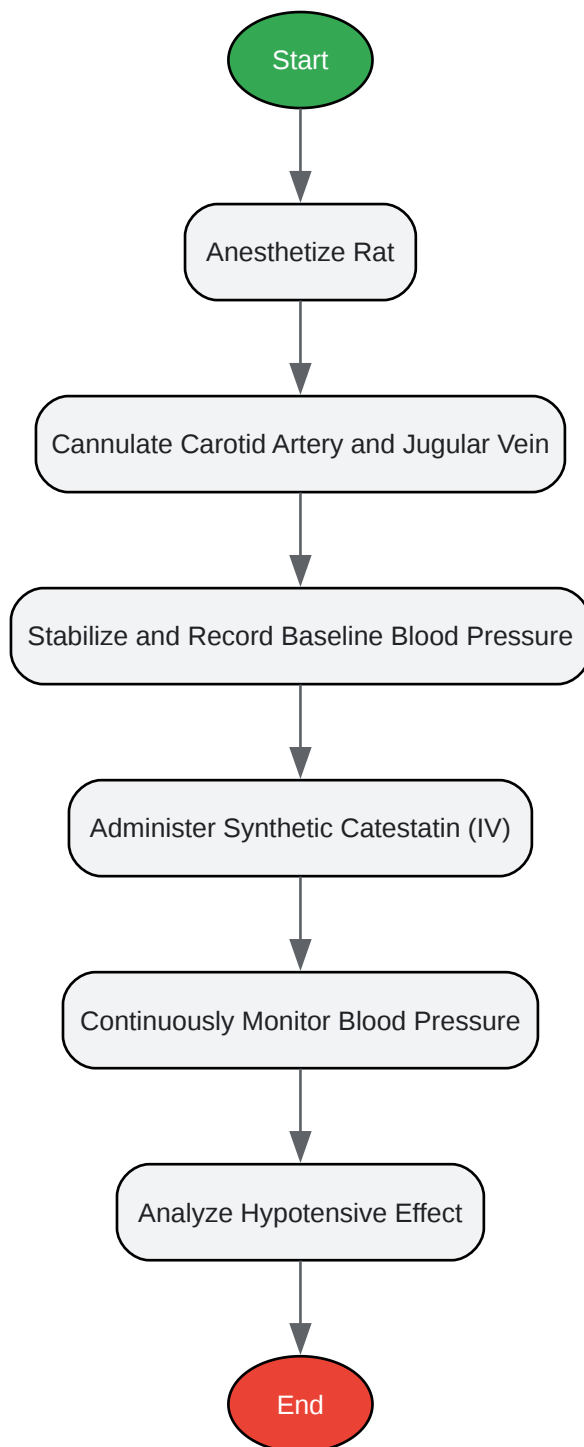 Start
Anesthetize Rat
Cannulate Carotid Artery and Jugular Vein
Stabilize and Record Baseline Blood Pressure
Administer Synthetic Catestatin (IV)
Continuously Monitor Blood Pressure
Analyze Hypotensive Effect
End